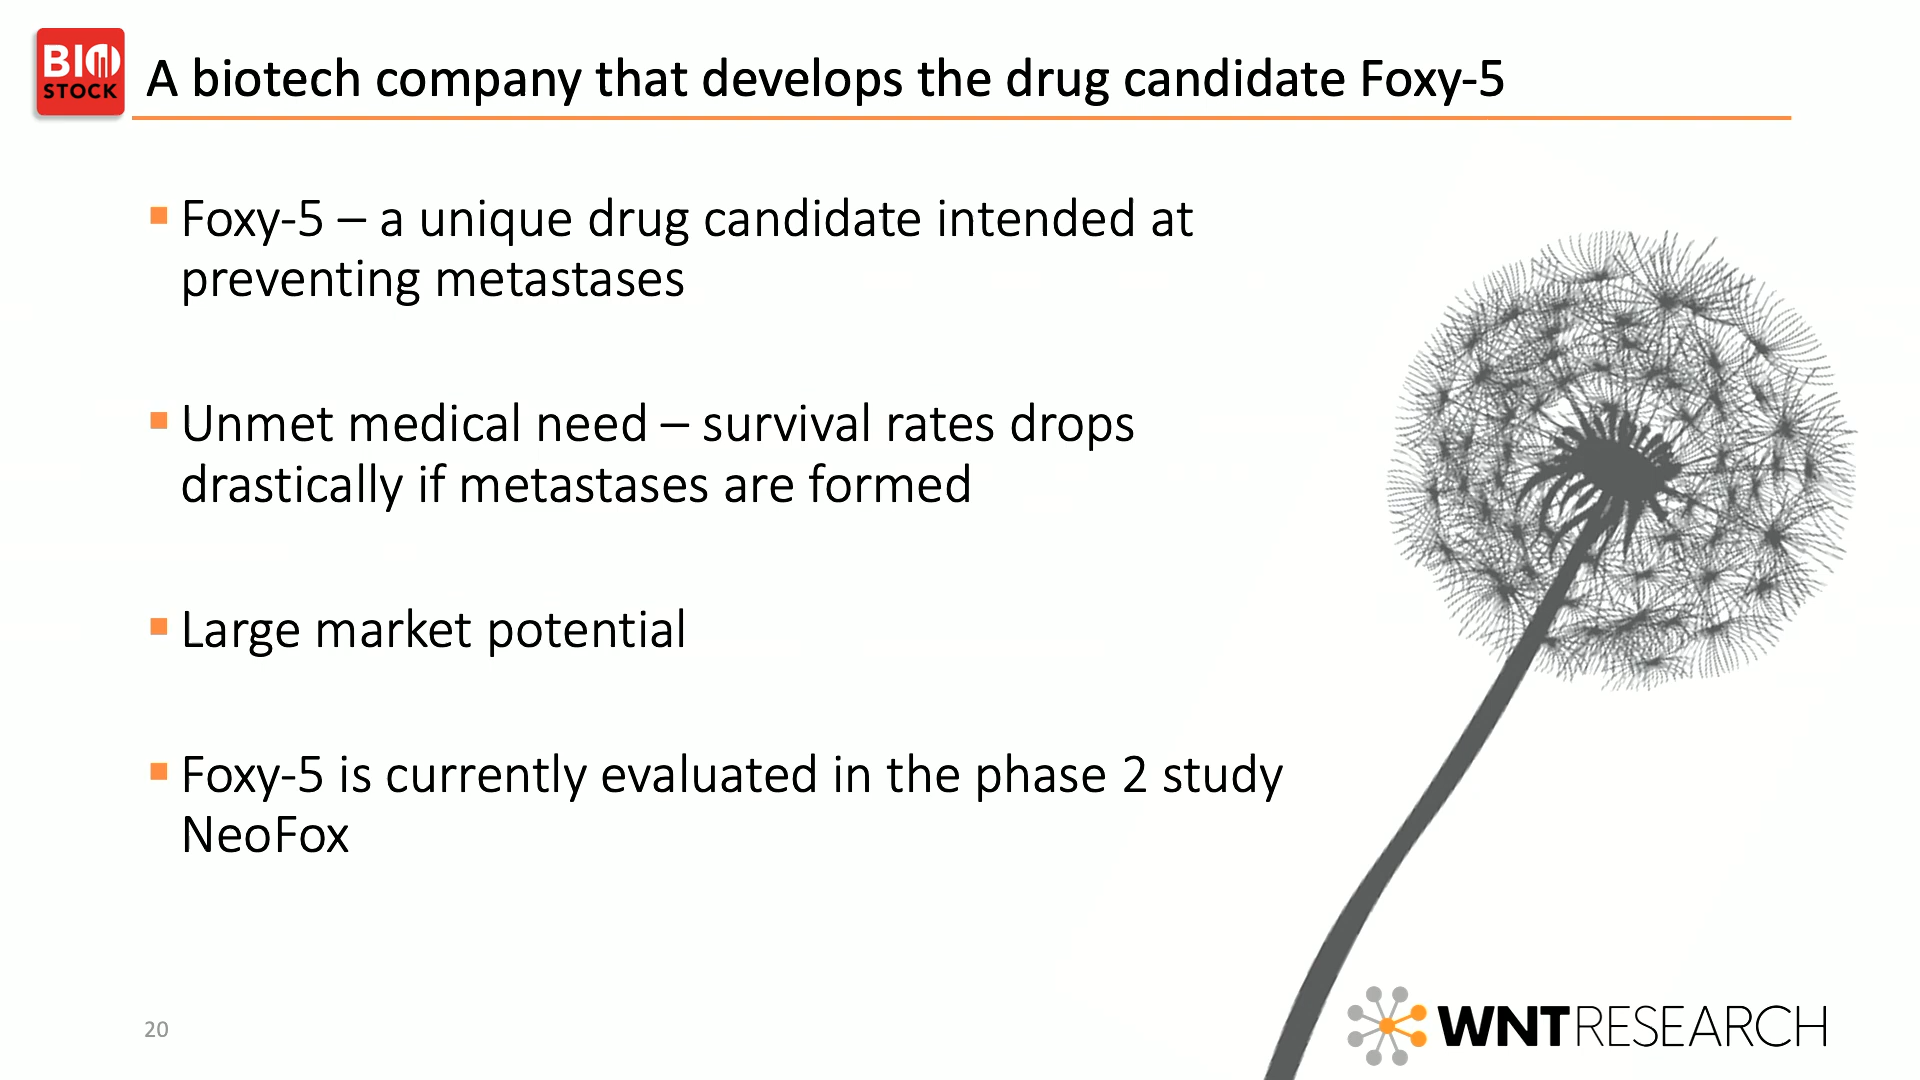 BIO
STOCK
A biotech company that develops the drug candidate Foxy-5
Foxy-5 – a unique drug candidate intended at
preventing metastases
Unmet medical need – survival rates drops
drastically if metastases are formed
Large market potential
Foxy-5 is currently evaluated in the phase 2 study
NeoFox
20
WNTRESEARCH